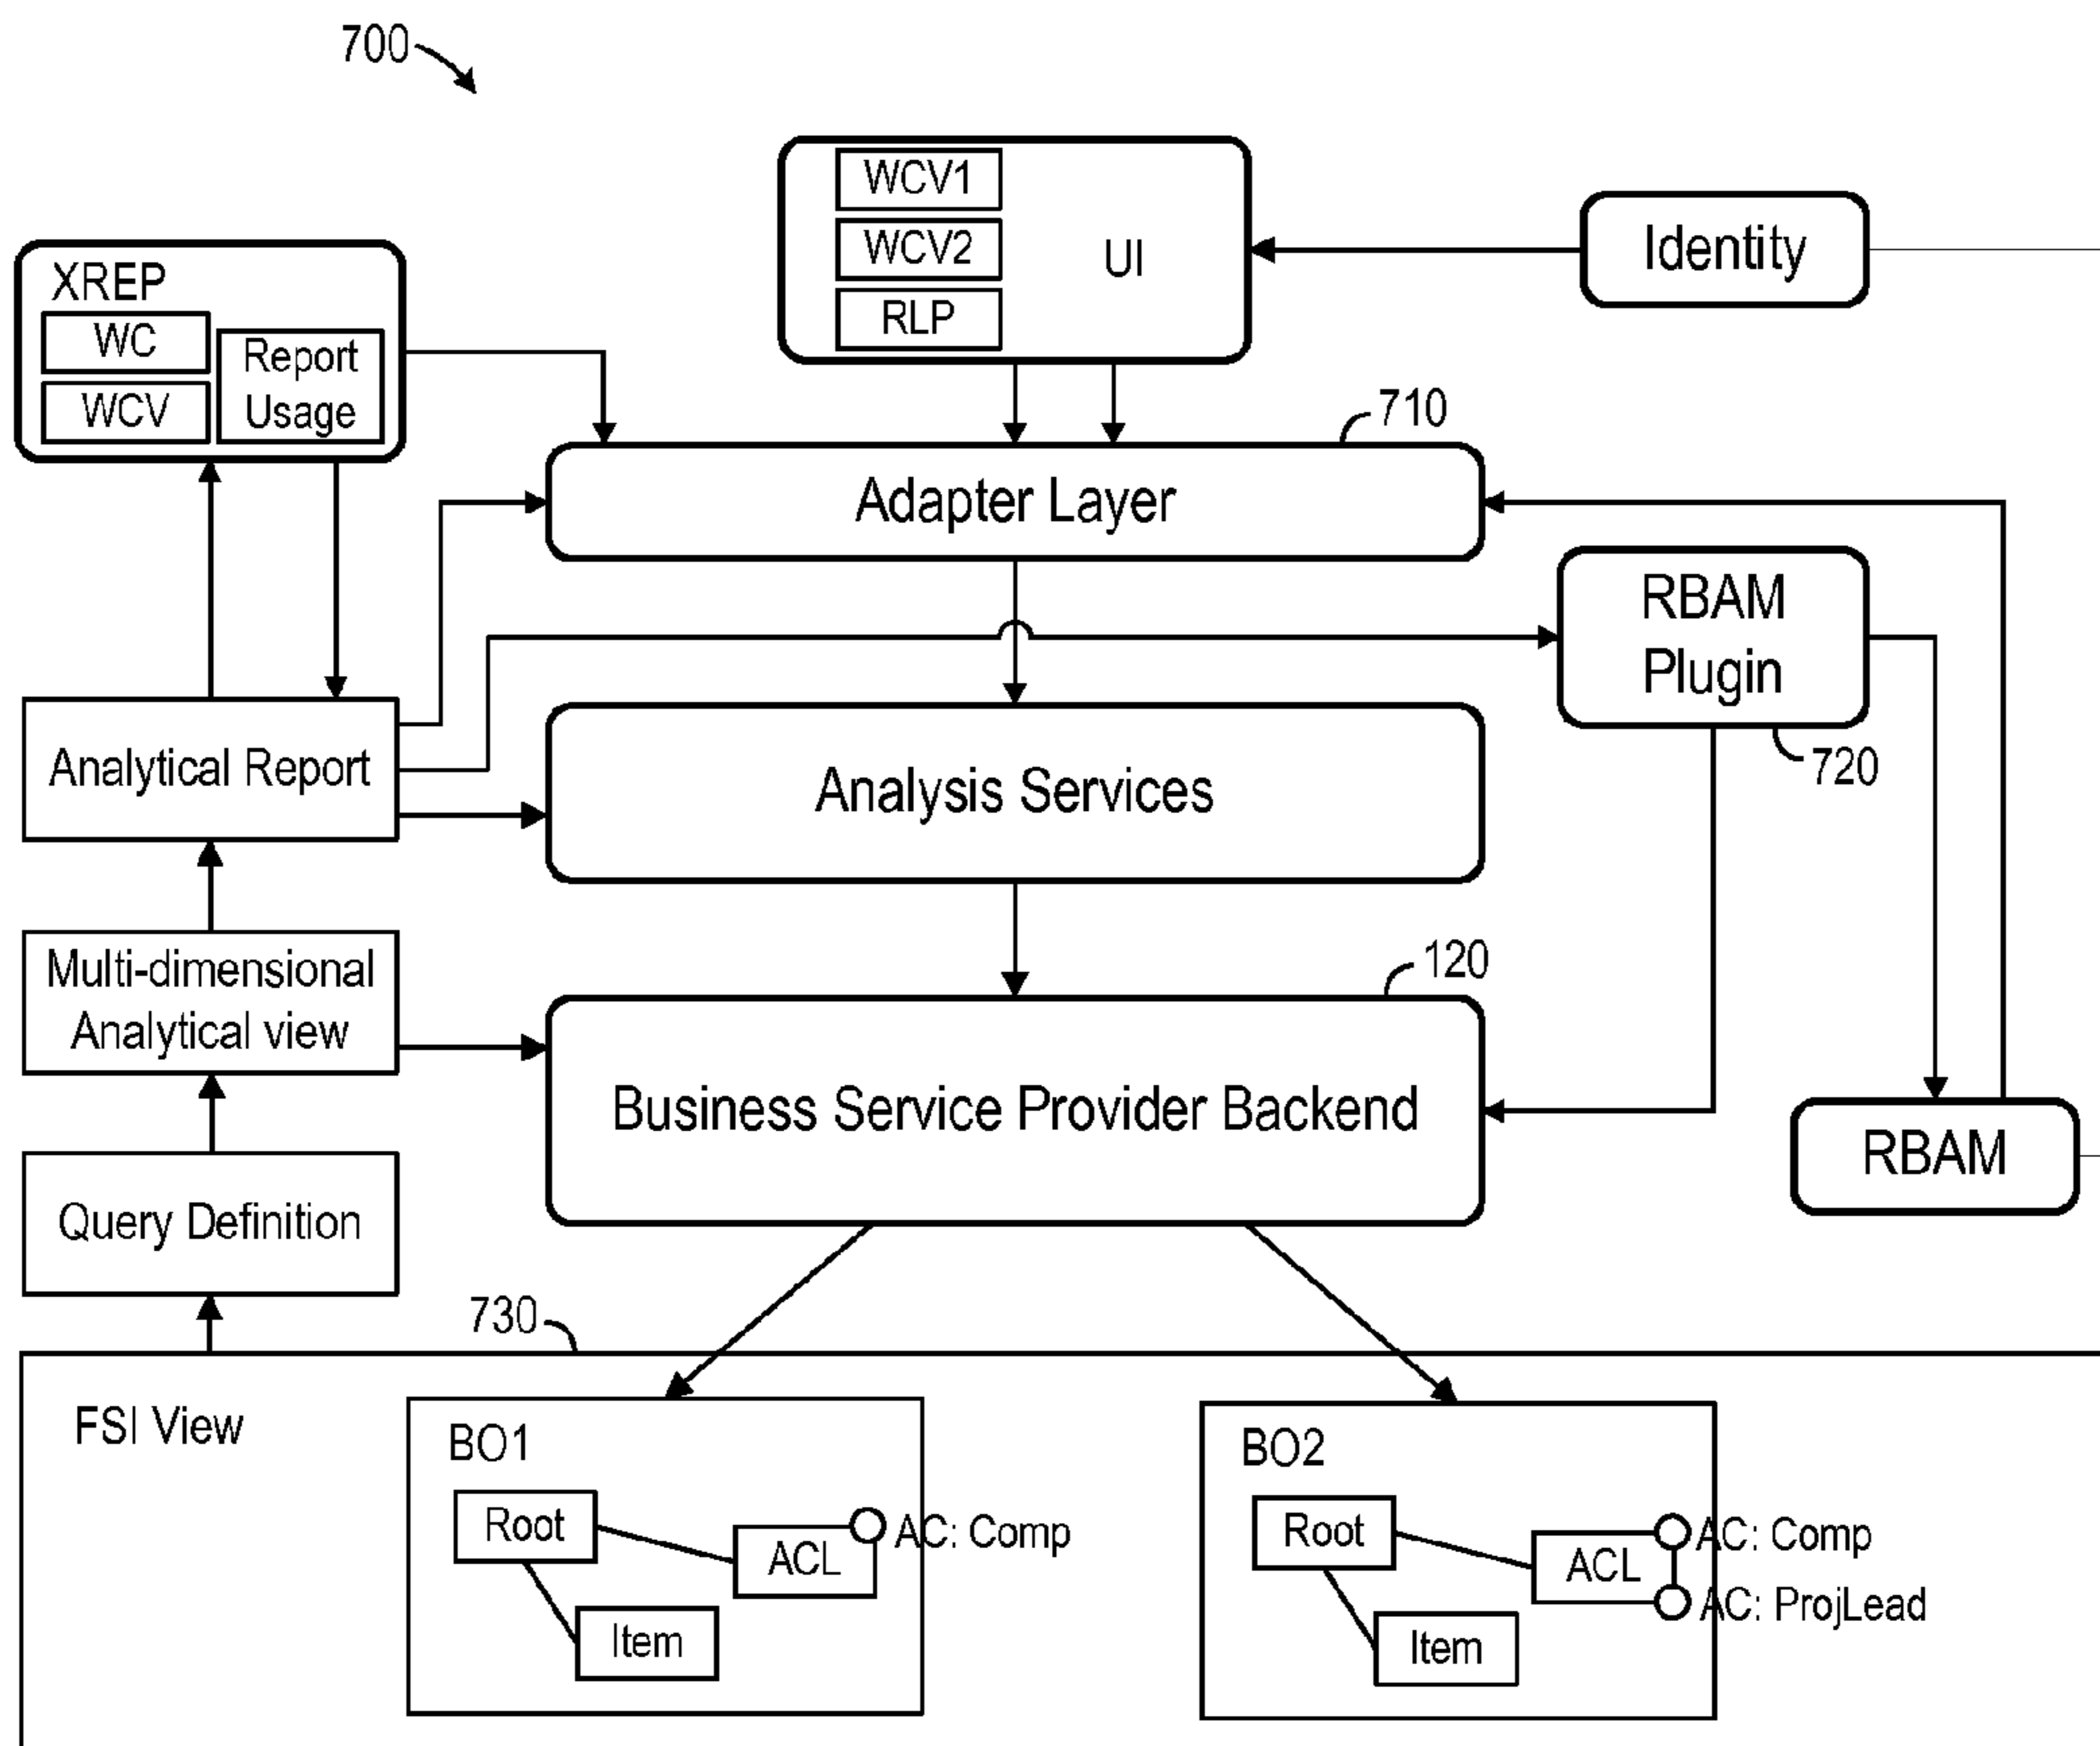 700
WCV1
WCV2
RLP
UI
Identity
XREP
WC
WCV
Report
Usage
710
Adapter Layer
RBAM
Plugin
720
Analytical Report
Analysis Services
Multi-dimensional
Analytical view
120
Business Service Provider Backend
RBAM
Query Definition
730
FSI View
BO1
Root
ACL
AC: Comp
Item
BO2
Root
ACL
AC: Comp
AC: ProjLead
Item